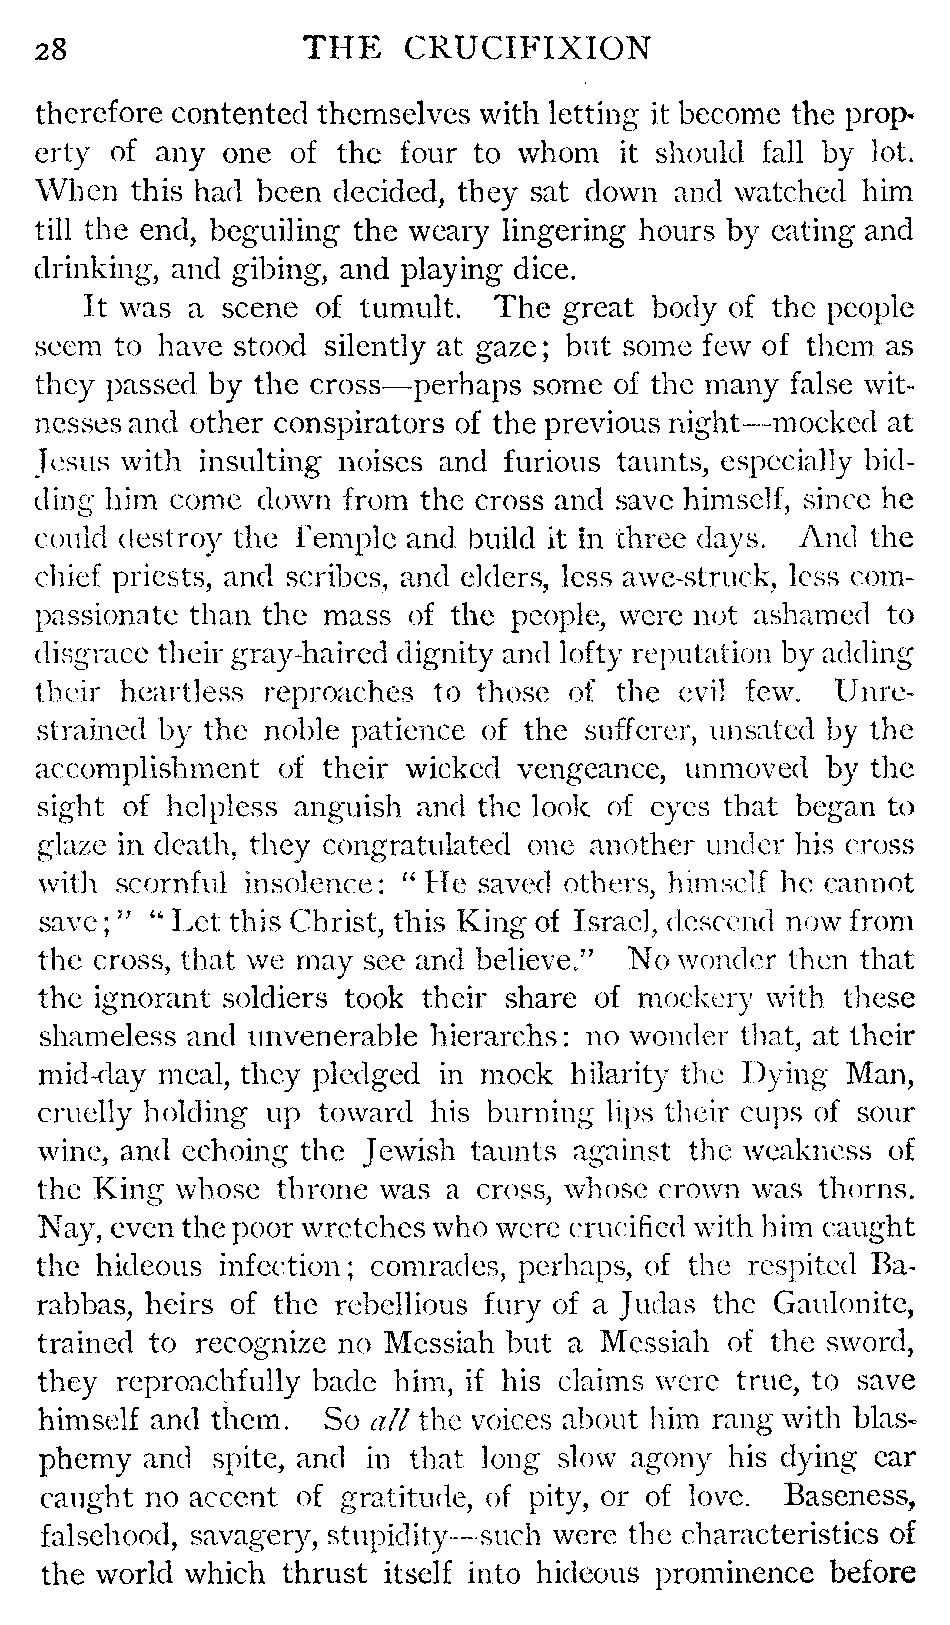 28 THE CRUCIFIXION
therefore contented themselves with letting it become the prop-
erty of any one of the four to whom it should fall by lot.
When this had been decided, they sat down and watched him
till the end, beguiling the weary lingering hours by eating and
drinking, and gibing, and playing dice.
It was a scene of tumult. The great body of the people
seem to have stood silently at gaze; but some few of them as
they passed by the cross—perhaps some of the many false wit-
nesses and other conspirators of the previous night—mocked at
Jesus with insulting noises and furious taunts, especially bid-
ding him come down from the cross and save himself, since he
could destroy the Temple and build it in three days. And the
chief priests, and scribes, and elders, less awe-struck, less com-
passionate than the mass of the people, were not ashamed to
disgrace their gray-haired dignity and lofty reputation by adding
their heartless reproaches to those of the evil few. Unre-
strained by the noble patience of the sufferer, unsated by the
accomplishment of their wicked vengeance, unmoved by the
sight of helpless anguish and the look of eyes that began to
glaze in death, they congratulated one another under his cross
with scornful insolence: "He saved others, himself he cannot
save;" "Let this Christ, this King of Israel, descend now from
the cross, that we may see and believe." No wonder then that
the ignorant soldiers took their share of mockery with these
shameless and unvenerable hierarchs: no wonder that, at their
mid-day meal, they pledged in mock hilarity the Dying Man,
cruelly holding up toward his burning lips their cups of sour
wine, and echoing the Jewish taunts against the weakness of
the King whose throne was a cross, whose crown was thorns.
Nay, even the poor wretches who were crucified with him caught
the hideous infection; comrades, perhaps, of the respited Ba-
rabbas, heirs of the rebellious fury of a Judas the Gaulonite,
trained to recognize no Messiah but a Messiah of the sword,
they reproachfully bade him, if his claims were true, to save
himself and them. So all the voices about him rang with blas-
phemy and spite, and in that long slow agony his dying ear
caught no accent of gratitude, of pity, or of love. Baseness,
falsehood, savagery, stupidity—such were the characteristics of
the world which thrust itself into hideous prominence before